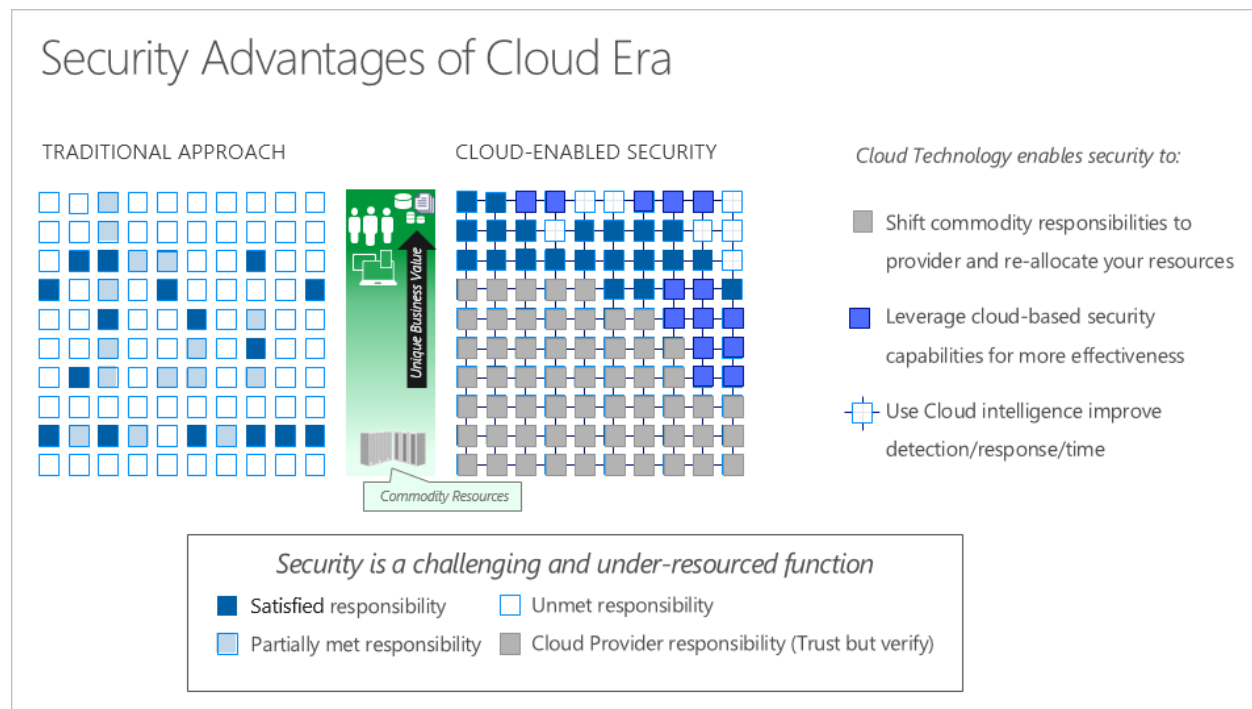 Security Advantages of Cloud Era
TRADITIONAL APPROACH
CLOUD-ENABLED SECURITY
Unique Business Value
Commodity Resources
Cloud Technology enables security to:
Shift commodity responsibilities to
provider and re-allocate your resources
Leverage cloud-based security
capabilities for more effectiveness
Use Cloud intelligence improve
detection/response/time
Security is a challenging and under-resourced function
Satisfied responsibility
Unmet responsibility
Partially met responsibility
Cloud Provider responsibility (Trust but verify)